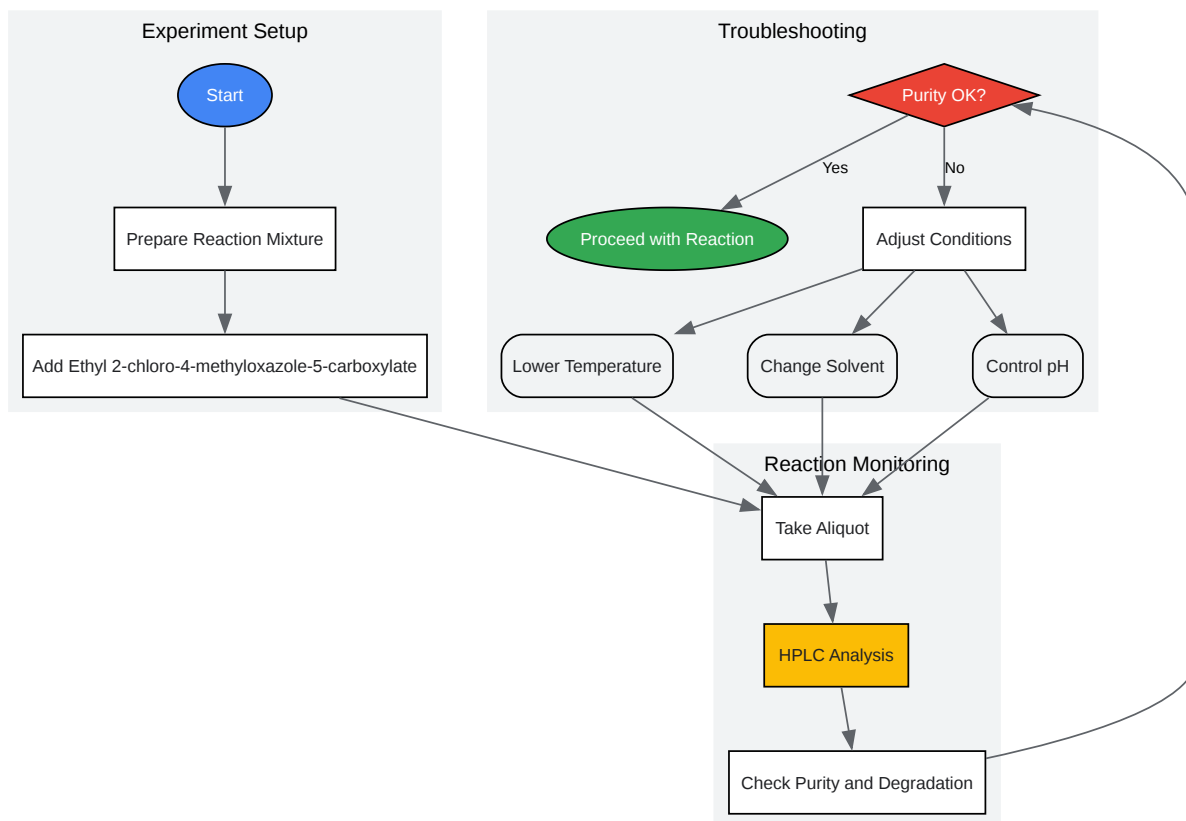 Experiment Setup
Start
Prepare Reaction Mixture
Add Ethyl 2-chloro-4-methyloxazole-5-carboxylate
Troubleshooting
Purity OK?
Yes
No
Proceed with Reaction
Adjust Conditions
Lower Temperature
Change Solvent
Control pH
Reaction Monitoring
Take Aliquot
HPLC Analysis
Check Purity and Degradation